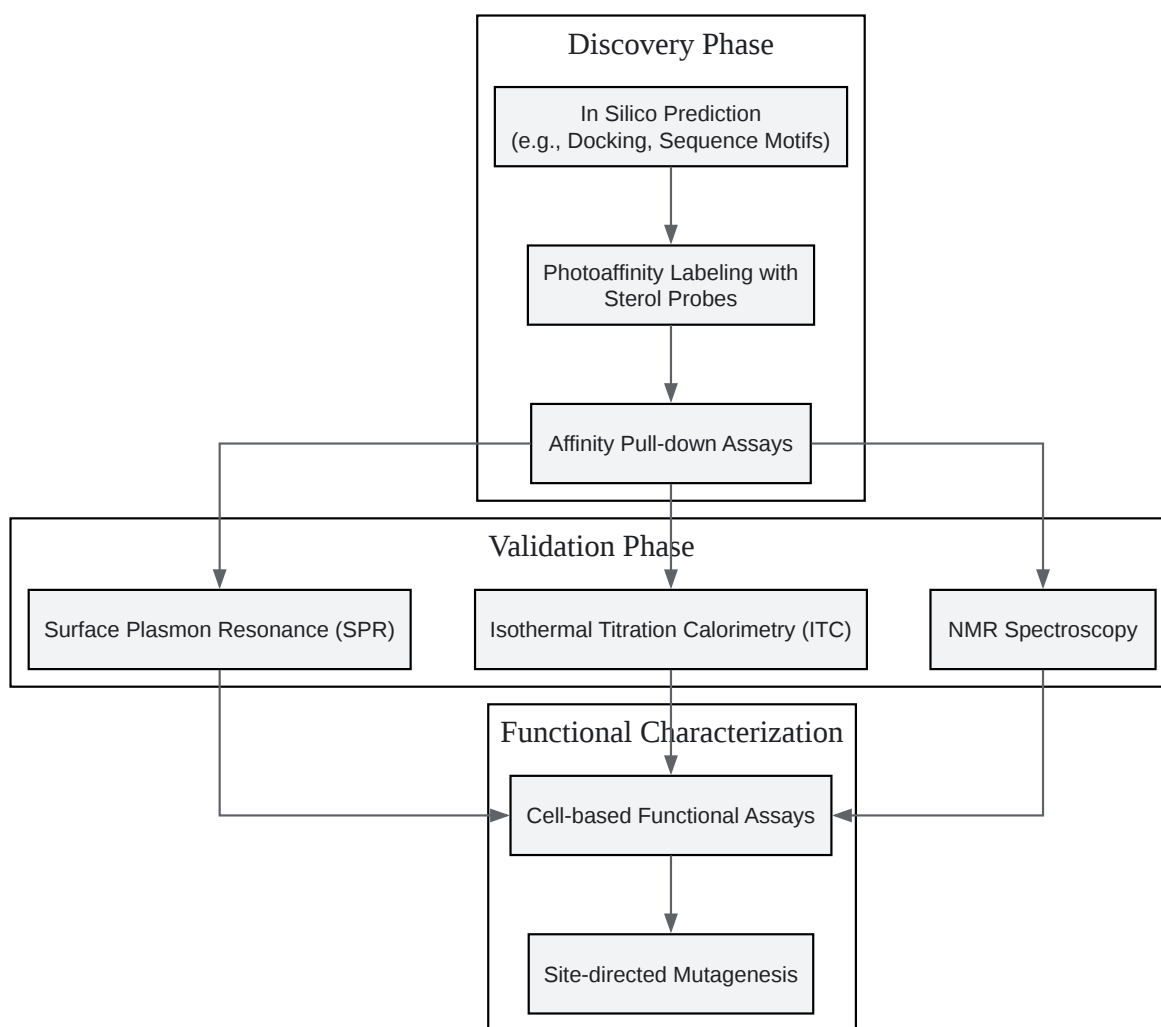 Discovery Phase
In Silico Prediction
(e.g., Docking, Sequence Motifs)
Photoaffinity Labeling with
Sterol Probes
Affinity Pull-down Assays
Validation Phase
Surface Plasmon Resonance (SPR)
Isothermal Titration Calorimetry (ITC)
NMR Spectroscopy
Functional Characterization
Cell-based Functional Assays
Site-directed Mutagenesis